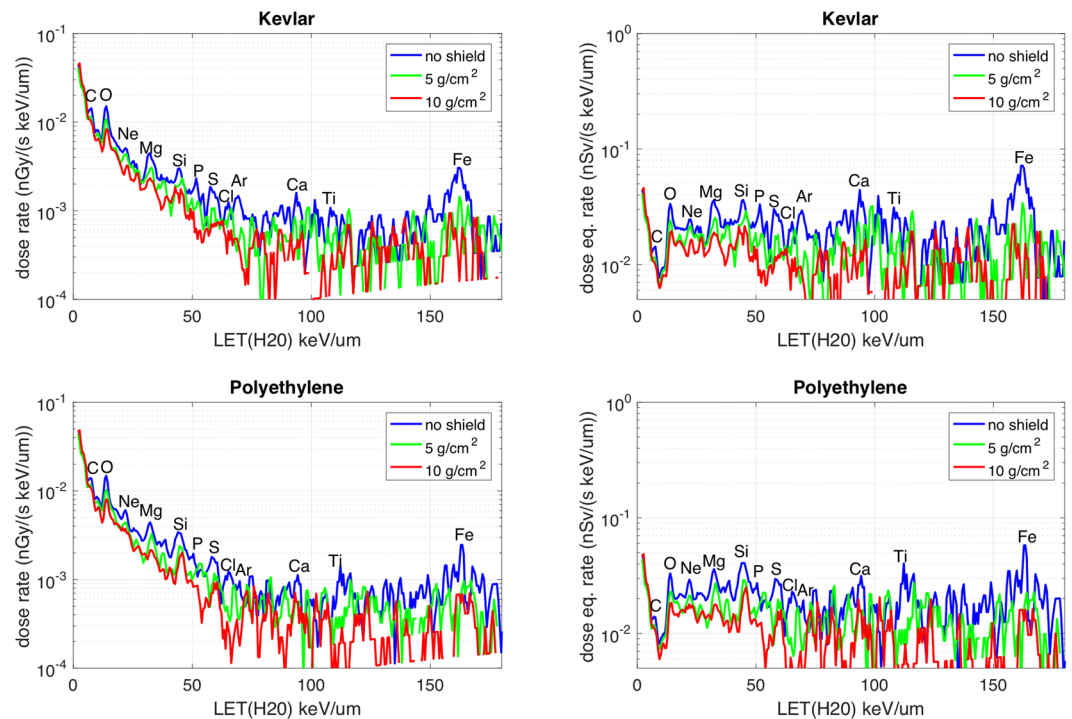 Kevlar
10^-1
10^-2
10^-3
10^-4
dose rate (nGy/(s keV/um))
no shield
5 g/cm^2
10 g/cm^2
C O Ne Mg Si P S Cl Ar Ca Ti Fe
0 50 100 150
LET(H20) keV/um
Kevlar
10^0
10^-1
10^-2
dose eq. rate (nSv/(s keV/um))
no shield
5 g/cm^2
10 g/cm^2
C O Ne Mg Si P S Cl Ar Ca Ti Fe
0 50 100 150
LET(H20) keV/um
Polyethylene
10^-1
10^-2
10^-3
10^-4
dose rate (nGy/(s keV/um))
no shield
5 g/cm^2
10 g/cm^2
C O Ne Mg Si P S Cl Ar Ca Ti Fe
0 50 100 150
LET(H20) keV/um
Polyethylene
10^0
10^-1
10^-2
dose eq. rate (nSv/(s keV/um))
no shield
5 g/cm^2
10 g/cm^2
C O Ne Mg Si P S Cl Ar Ca Ti Fe
0 50 100 150
LET(H20) keV/um